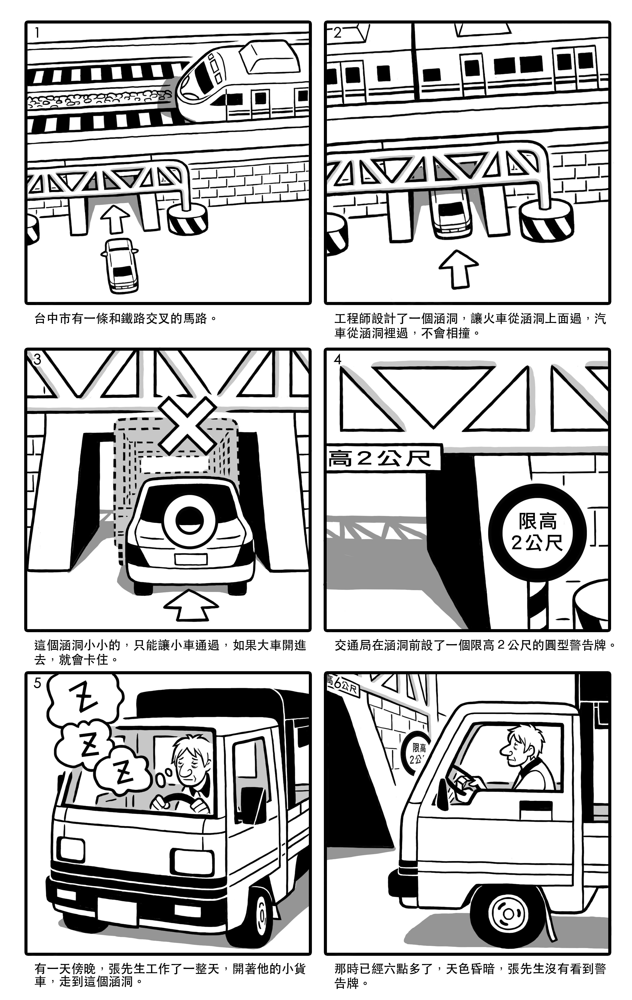 1
台中市有一條和鐵路交叉的馬路。
2
工程師設計了一個涵洞，讓火車從涵洞上面過，汽
車從涵洞裡過，不會相撞。
3
這個涵洞小小的，只能讓小車通過，如果大車開進
去，就會卡住。
4
高2公尺
限高
2公尺
交通局在涵洞前設了一個限高2公尺的圓型警告牌。
5
Z
Z
Z
有一天傍晚，張先生工作了一整天，開著他的小貨
車，走到這個涵洞。
6
高 公尺
限高
2公
那時已經六點多了，天色昏暗，張先生沒有看到警
告牌。